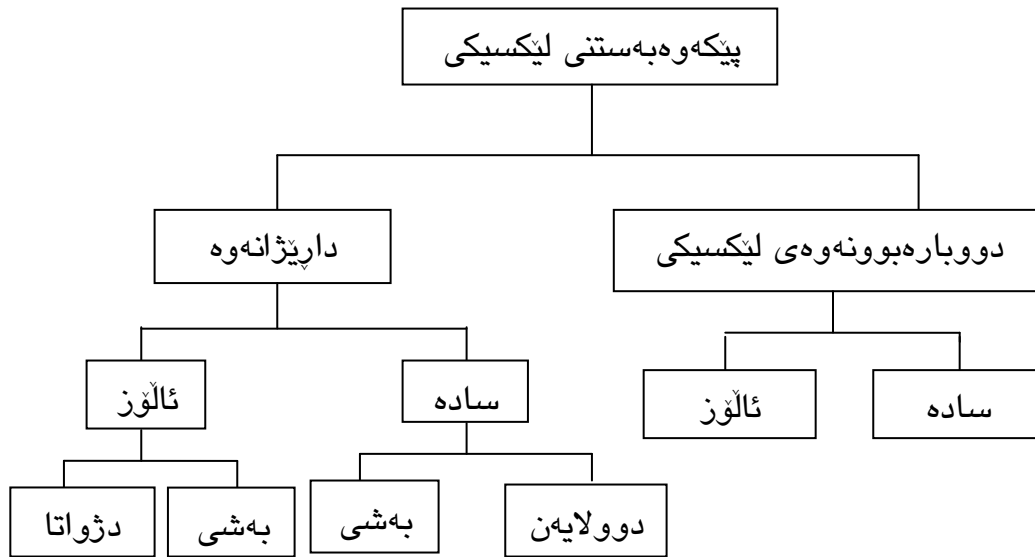 پێکەوەبەستنی لێکسیکی
دووبارەبوونەوەی لێکسیکی
داڕێژانەوە
سادە
ئاڵۆز
سادە
ئاڵۆز
دوولایەن
بەشی
بەشی
دژواتا